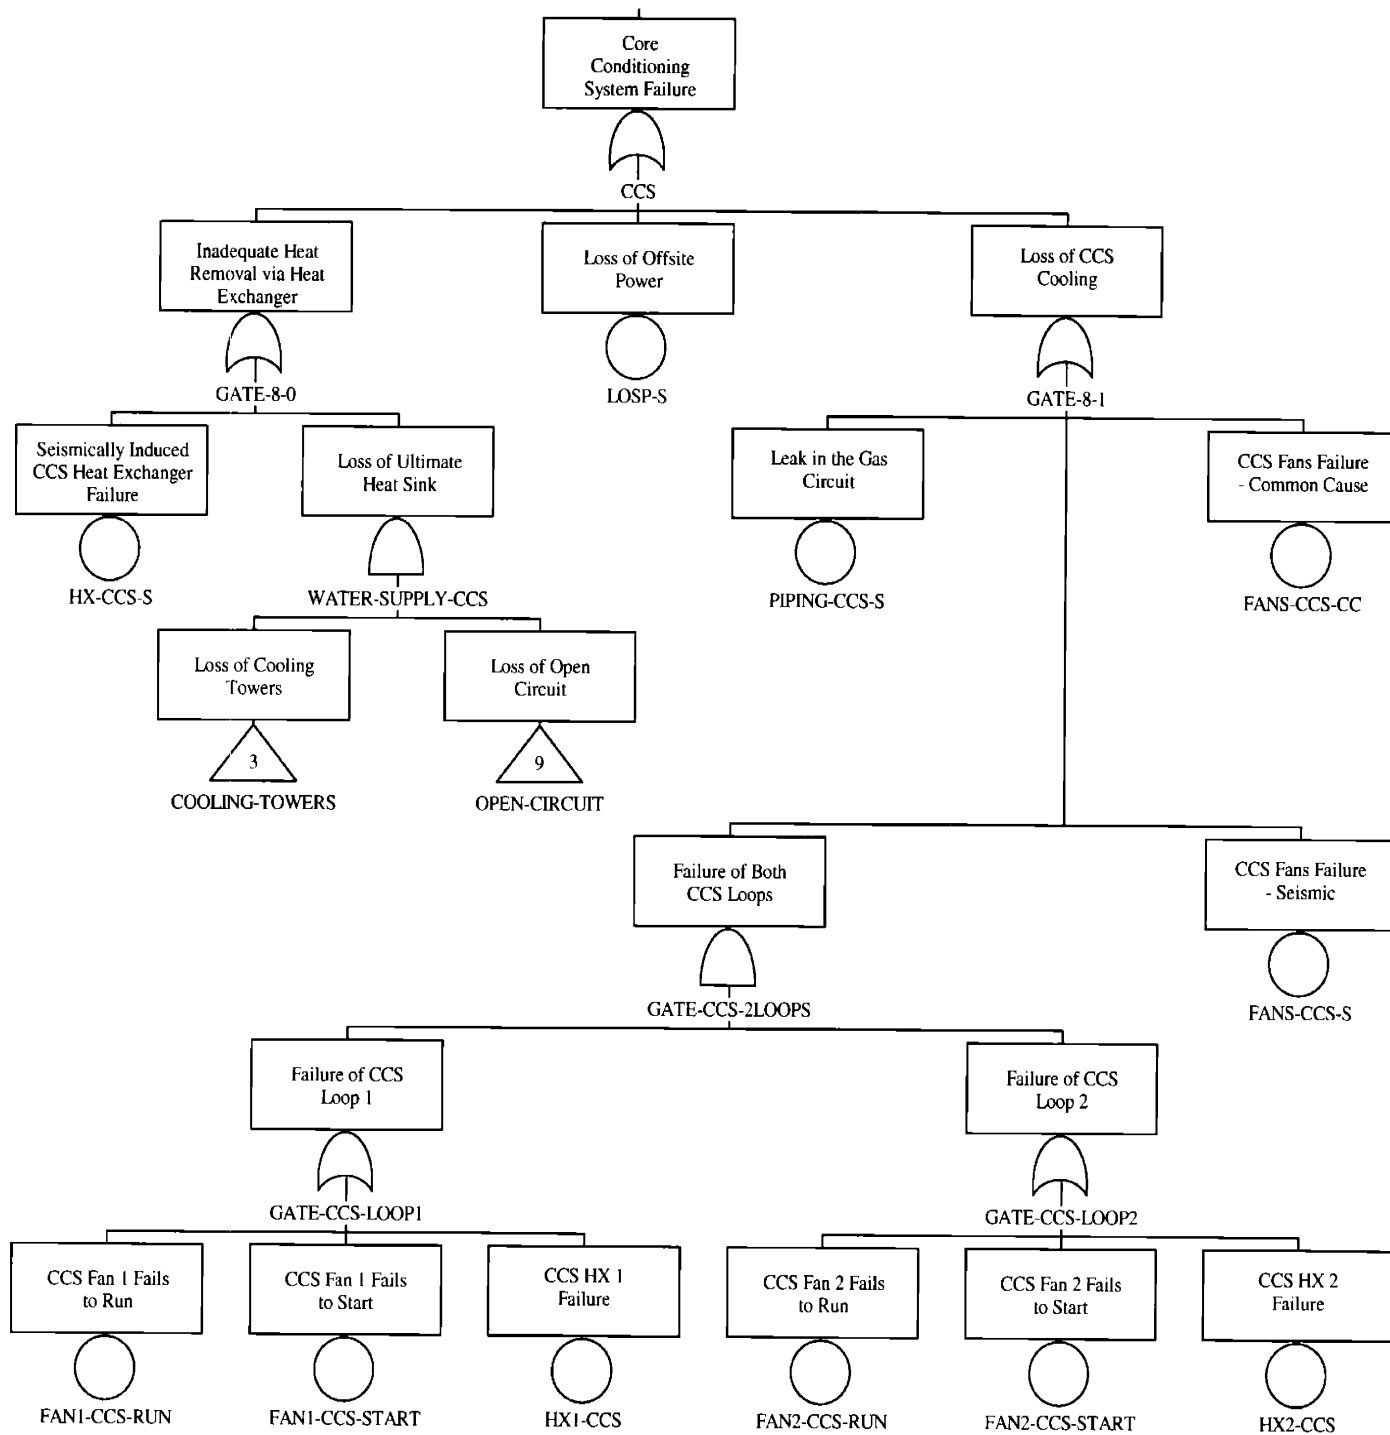 Core
Conditioning
System Failure
CCS
Inadequate Heat
Removal via Heat
Exchanger
GATE-8-0
Loss of Offsite
Power
LOSP-S
Loss of CCS
Cooling
GATE-8-1
Seismically Induced
CCS Heat Exchanger
Failure
HX-CCS-S
Loss of Ultimate
Heat Sink
WATER-SUPPLY-CCS
Leak in the Gas
Circuit
PIPING-CCS-S
CCS Fans Failure
- Common Cause
FANS-CCS-CC
Loss of Cooling
Towers
3
COOLING-TOWERS
Loss of Open
Circuit
9
OPEN-CIRCUIT
Failure of Both
CCS Loops
GATE-CCS-2LOOPS
CCS Fans Failure
- Seismic
FANS-CCS-S
Failure of CCS
Loop 1
GATE-CCS-LOOP1
Failure of CCS
Loop 2
GATE-CCS-LOOP2
CCS Fan 1 Fails
to Run
FAN1-CCS-RUN
CCS Fan 1 Fails
to Start
FAN1-CCS-START
CCS HX 1
Failure
HX1-CCS
CCS Fan 2 Fails
to Run
FAN2-CCS-RUN
CCS Fan 2 Fails
to Start
FAN2-CCS-START
CCS HX 2
Failure
HX2-CCS